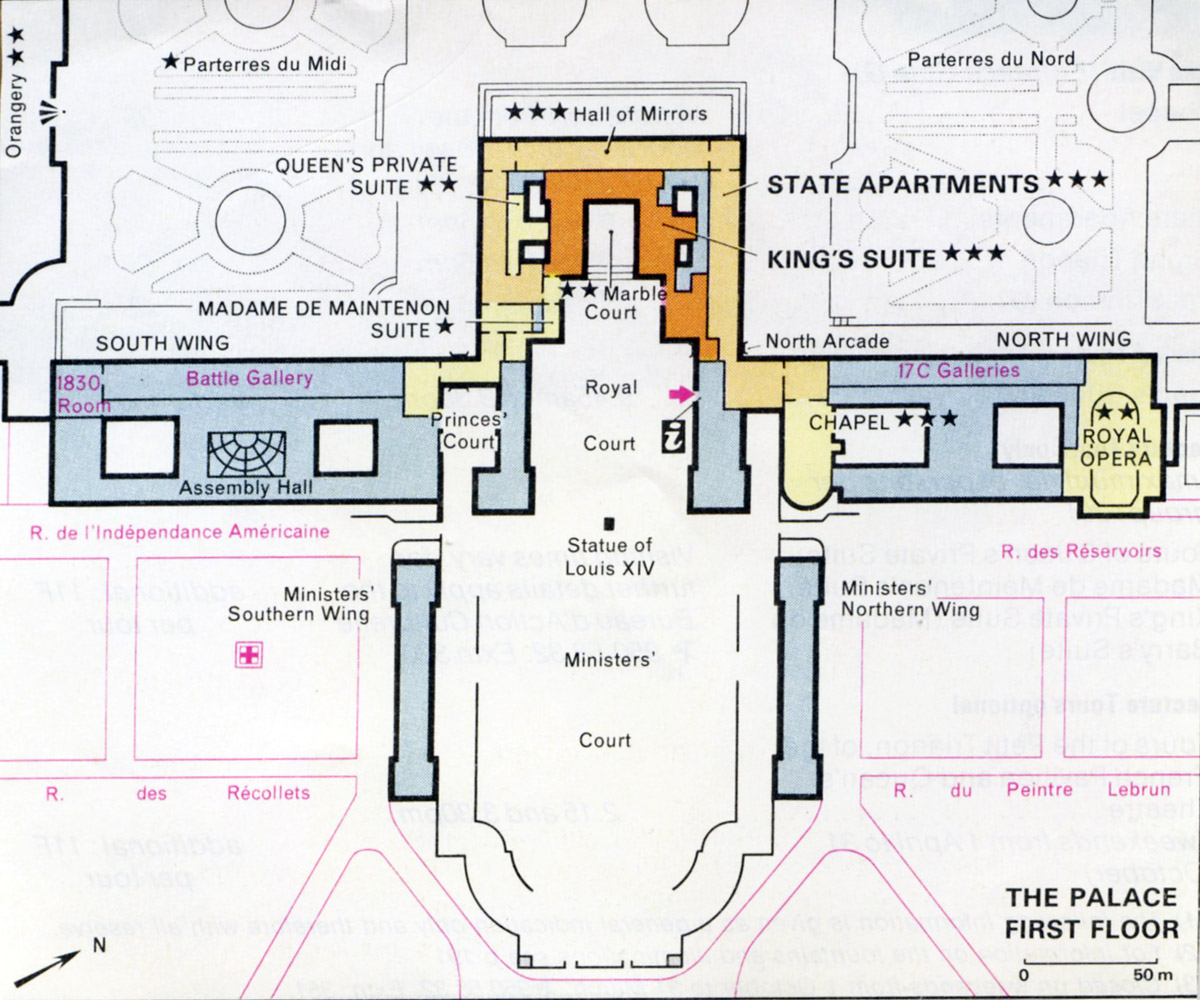 Orangery ★★
★Parterres du Midi
Parterres du Nord
★★★Hall of Mirrors
QUEEN'S PRIVATE
SUITE ★★
STATE APARTMENTS ★★★
KING'S SUITE ★★★
★★ Marble
Court
MADAME DE MAINTENON
SUITE ★
SOUTH WING
North Arcade
NORTH WING
1830
Room
Battle Gallery
17C Galleries
Royal
Court
i
Princes'
Court
CHAPEL ★★★
★★
ROYAL
OPERA
Assembly Hall
R. de l'Indépendance Américaine
Statue of
Louis XIV
R. des Réservoirs
Ministers'
Southern Wing
Ministers'
Northern Wing
Ministers'
Court
R. des Récollets
R. du Peintre Lebrun
THE PALACE
FIRST FLOOR
N
0 50 m